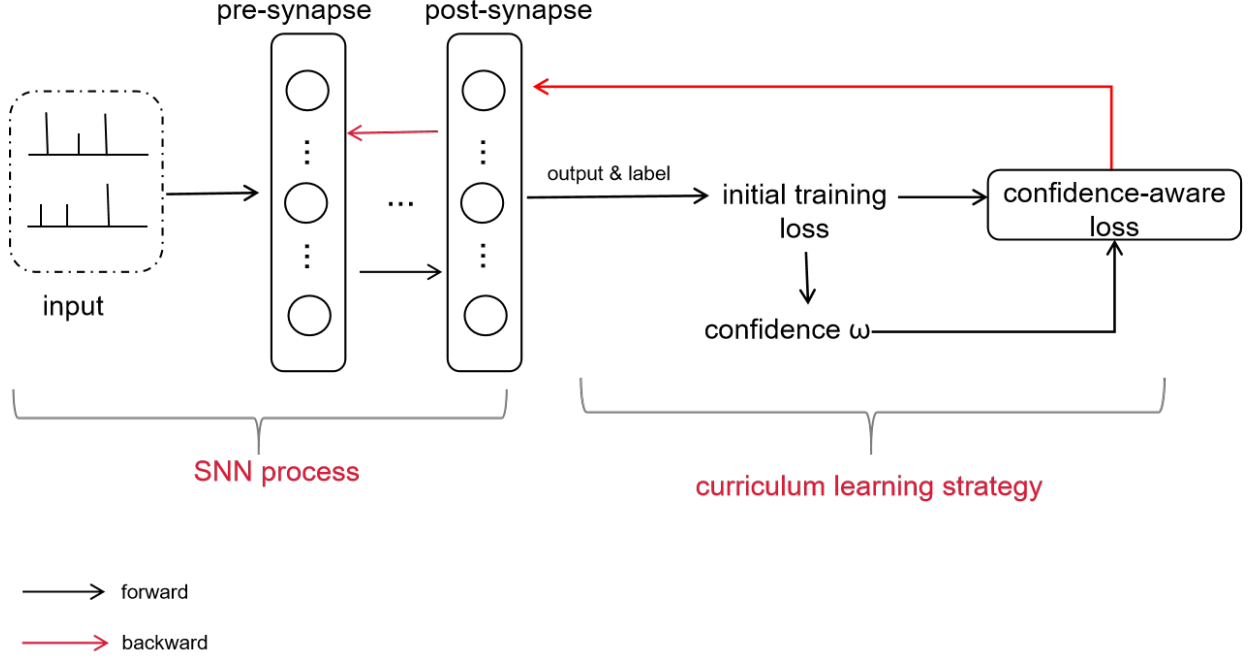 pre-synapse
post-synapse
input
...
output & label
initial training
loss
confidence-aware
loss
confidence ω
SNN process
curriculum learning strategy
forward
backward